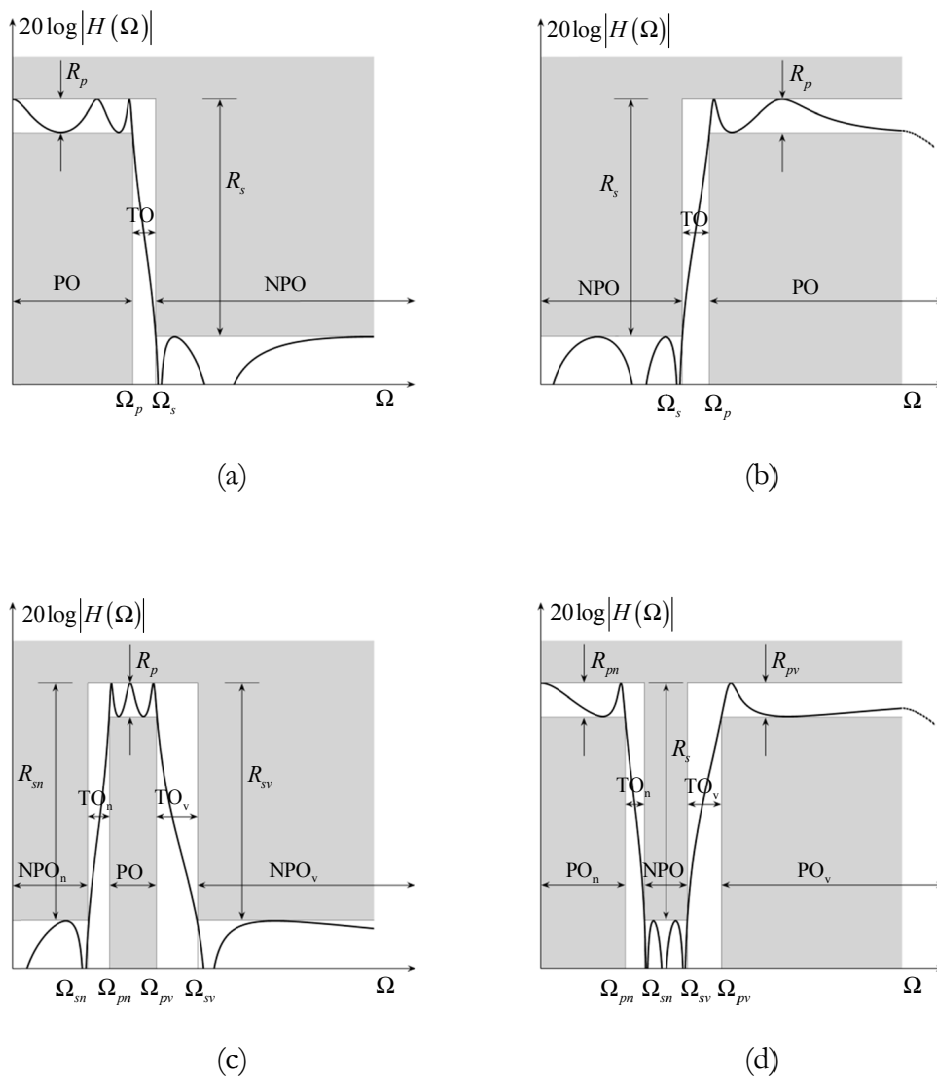 20log|H(Ω)|
R_p
R_s
TO
PO
NPO
Ω_p Ω_s
Ω
(a)
20log|H(Ω)|
R_p
R_s
TO
NPO
PO
Ω_s Ω_p
Ω
(b)
20log|H(Ω)|
R_p
R_sn
R_sv
TO_n
TO_v
NPO_n
PO
NPO_v
Ω_sn Ω_pn Ω_pv Ω_sv
Ω
(c)
20log|H(Ω)|
R_pn
R_pv
R_s
TO_n
TO_v
PO_n
NPO
PO_v
Ω_pn Ω_sn Ω_sv Ω_pv
Ω
(d)